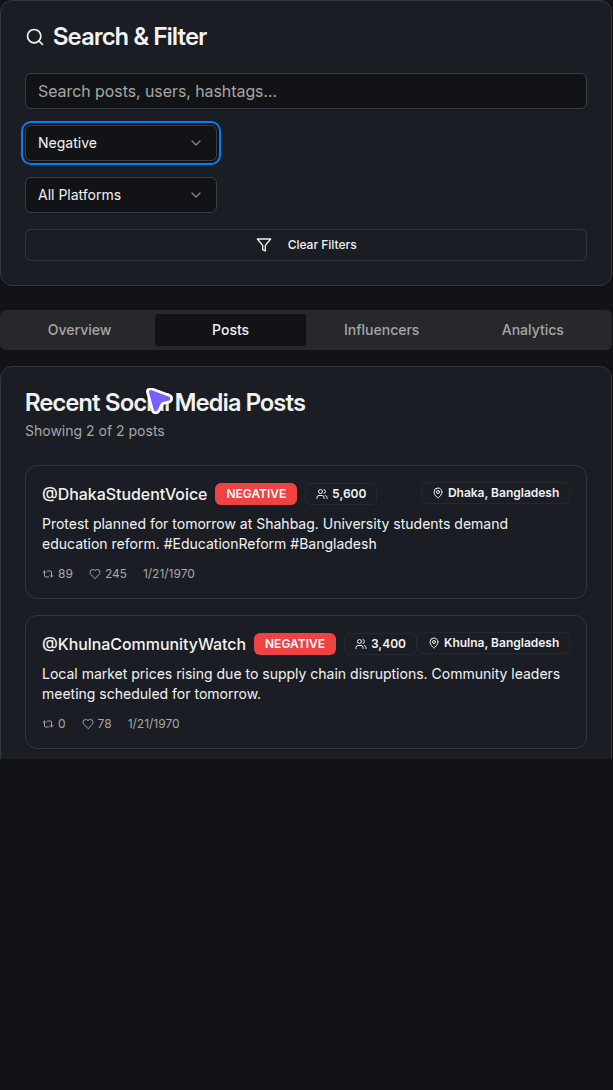 Search & Filter
Search posts, users, hashtags...
Negative
All Platforms
Clear Filters
Overview Posts Influencers Analytics
Recent Social Media Posts
Showing 2 of 2 posts
@DhakaStudentVoice NEGATIVE 5,600 Dhaka, Bangladesh
Protest planned for tomorrow at Shahbag. University students demand
education reform. #EducationReform #Bangladesh
89 245 1/21/1970
@KhulnaCommunityWatch NEGATIVE 3,400 Khulna, Bangladesh
Local market prices rising due to supply chain disruptions. Community leaders
meeting scheduled for tomorrow.
0 78 1/21/1970